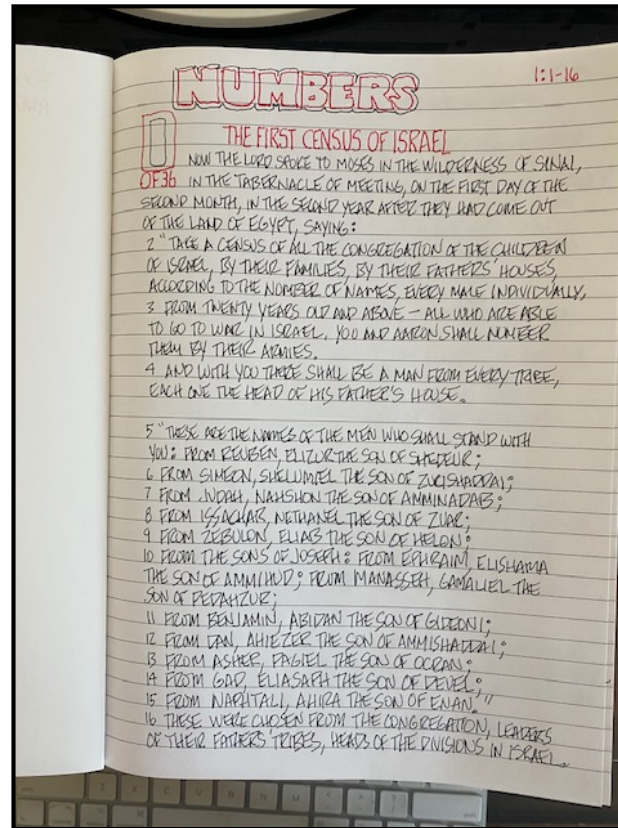 NUMBERS
1:1-16
THE FIRST CENSUS OF ISRAEL
1 OF 36
NOW THE LORD SPOKE TO MOSES IN THE WILDERNESS OF SINAI,
IN THE TABERNACLE OF MEETING, ON THE FIRST DAY OF THE
SECOND MONTH, IN THE SECOND YEAR AFTER THEY HAD COME OUT
OF THE LAND OF EGYPT, SAYING:
2 "TAKE A CENSUS OF ALL THE CONGREGATION OF THE CHILDREN
OF ISRAEL, BY THEIR FAMILIES, BY THEIR FATHERS' HOUSES,
ACCORDING TO THE NUMBER OF NAMES, EVERY MALE INDIVIDUALLY,
3 FROM TWENTY YEARS OLD AND ABOVE – ALL WHO ARE ABLE
TO GO TO WAR IN ISRAEL, YOU AND AARON SHALL NUMBER
THEM BY THEIR ARMIES.
4 AND WITH YOU THERE SHALL BE A MAN FROM EVERY TRIBE,
EACH ONE THE HEAD OF HIS FATHER'S HOUSE.
5 "THESE ARE THE NAMES OF THE MEN WHO SHALL STAND WITH
YOU: FROM REUBEN, ELIZUR THE SON OF SHEDEUR;
6 FROM SIMEON, SHELUMIEL THE SON OF ZURISHADDAI;
7 FROM JUDAH, NAHSHON THE SON OF AMMINADAB;
8 FROM ISSACHAR, NETHANEL THE SON OF ZUAR;
9 FROM ZEBULON, ELIAB THE SON OF HELON;
10 FROM THE SONS OF JOSEPH: FROM EPHRAIM, ELISHAMA
THE SON OF AMMIHUD; FROM MANASSEH, GAMALIEL THE
SON OF PEDAHZUR;
11 FROM BENJAMIN, ABIDAN THE SON OF GIDEONI;
12 FROM DAN, AHIEZER THE SON OF AMMISHADDAI;
13 FROM ASHER, PAGIEL THE SON OF OCRAN;
14 FROM GAD, ELIASAPH THE SON OF DEUEL;
15 FROM NAPHTALI, AHIRA THE SON OF ENAN."
16 THESE WERE CHOSEN FROM THE CONGREGATION, LEADERS
OF THEIR FATHERS' TRIBES, HEADS OF THE DIVISIONS IN ISRAEL.
Z X C V B N M